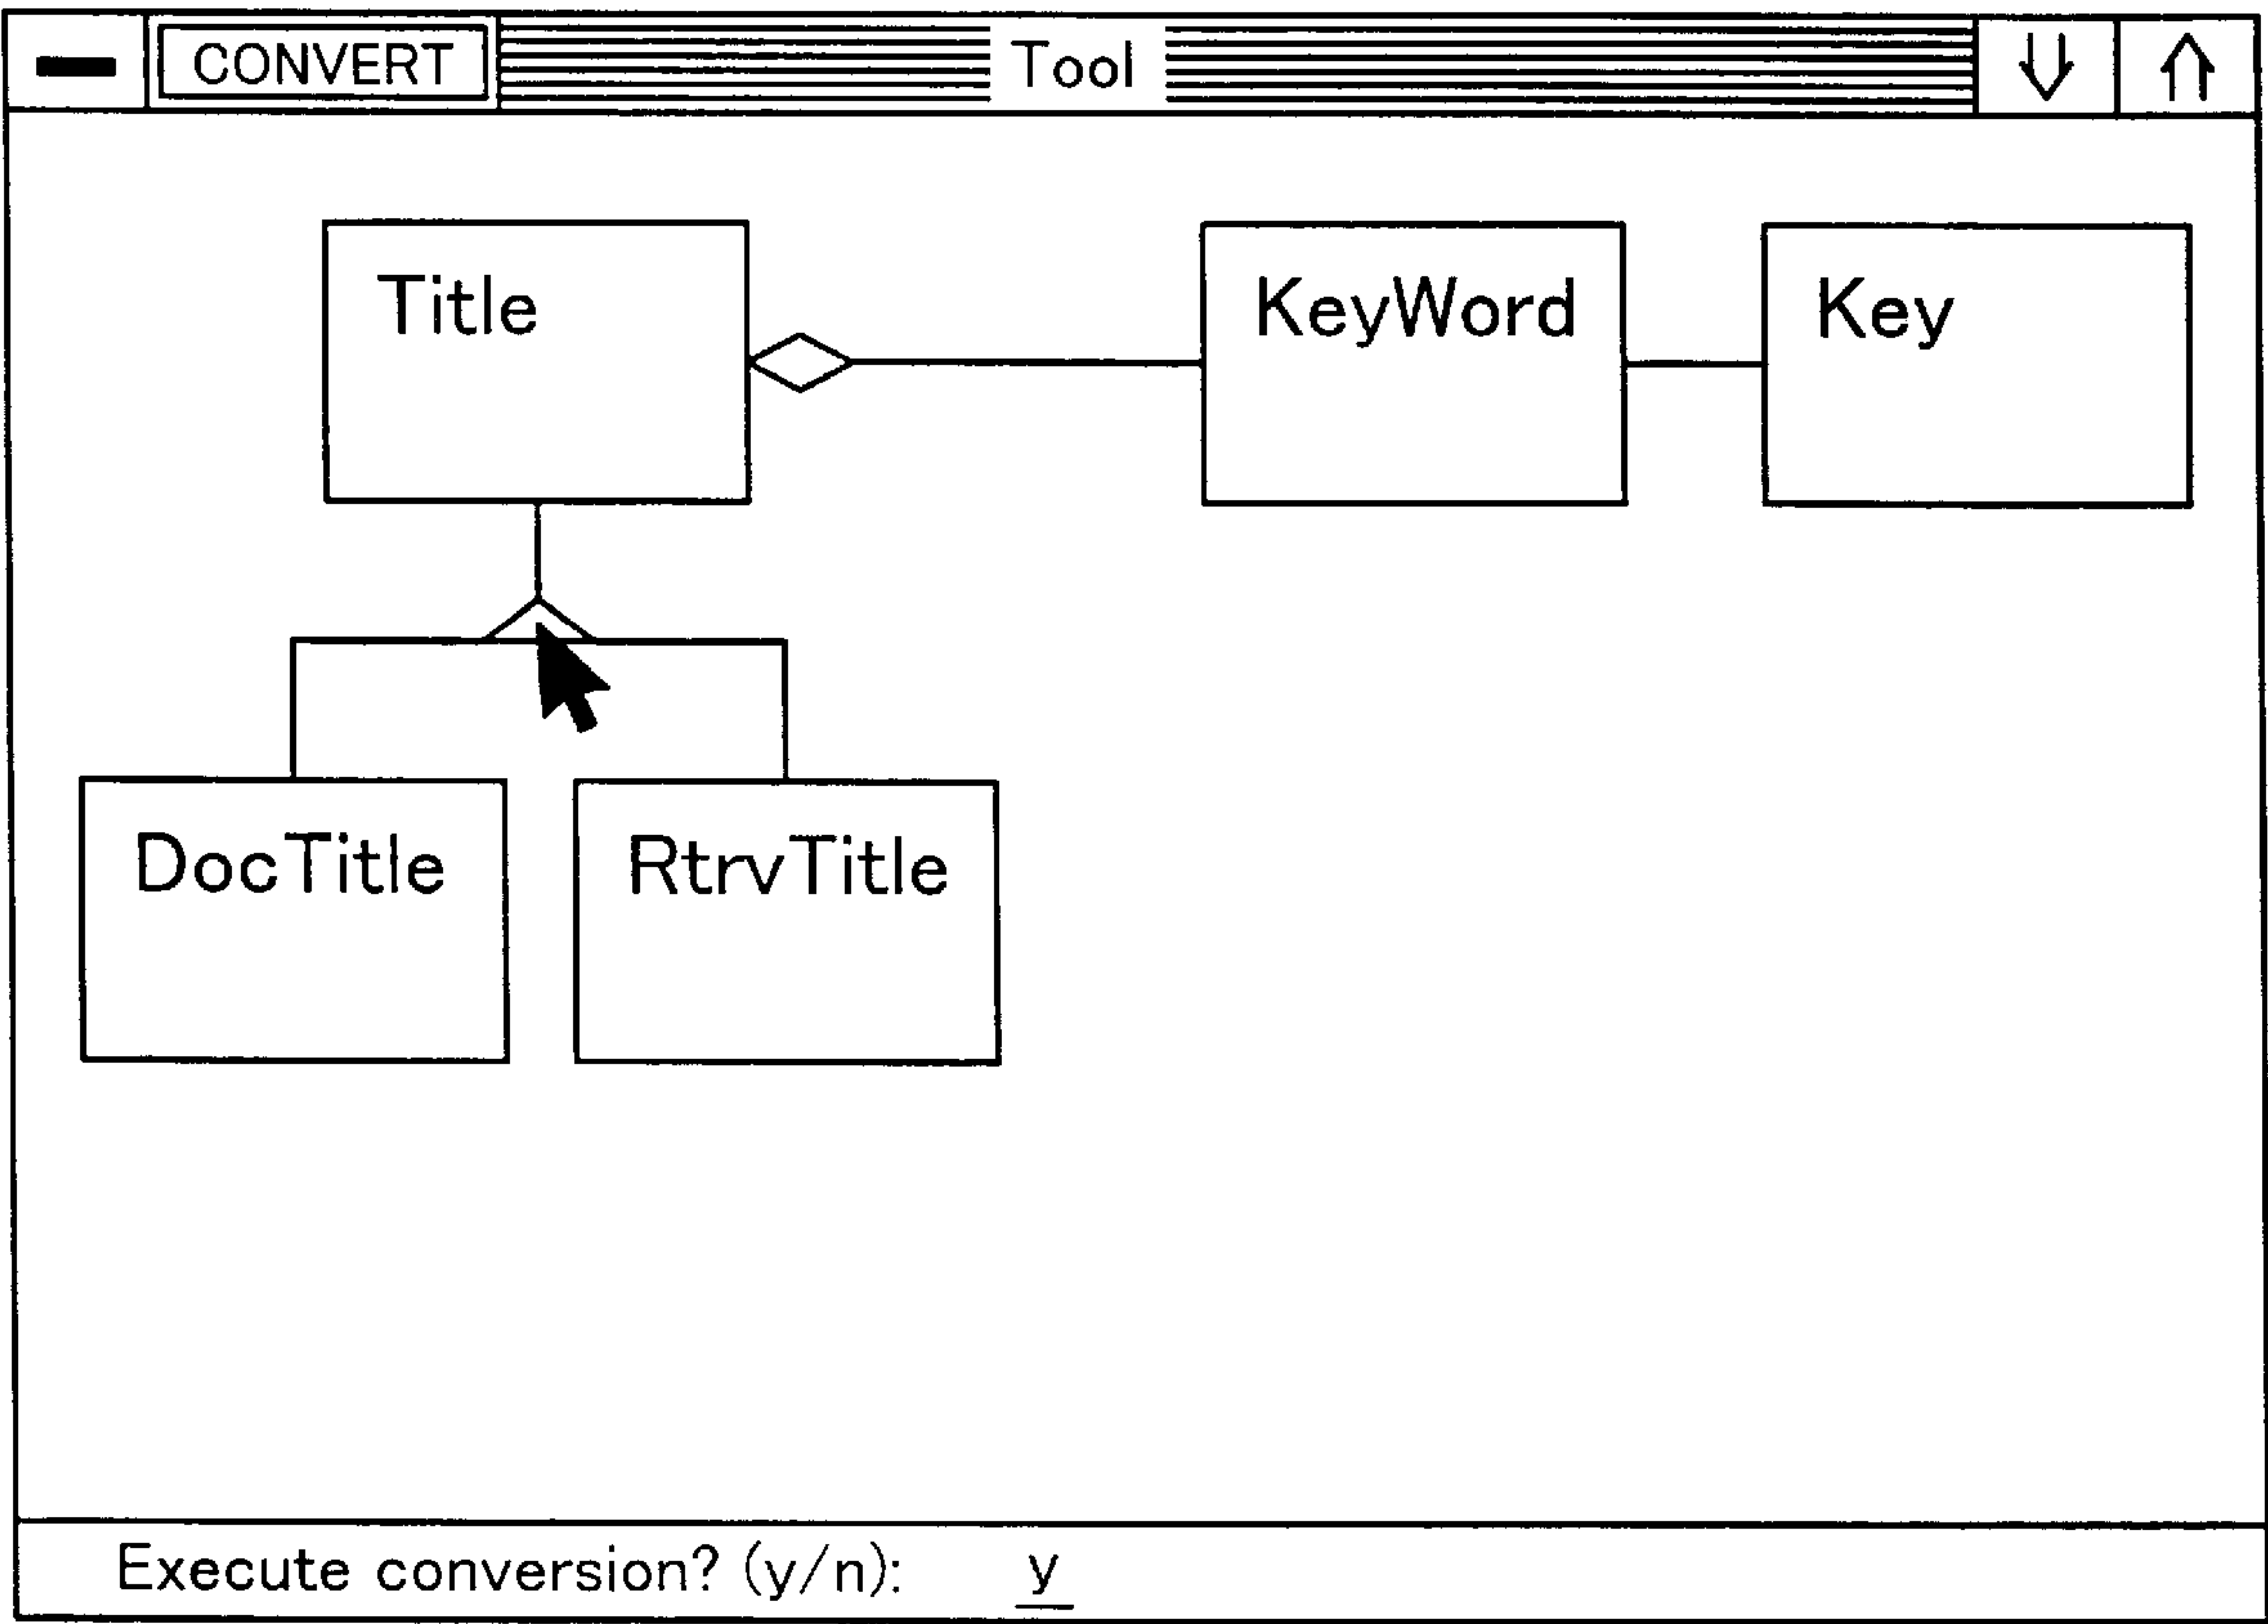 CONVERT
Tool
Title
KeyWord
Key
DocTitle
RtrvTitle
Execute conversion? (y/n): y